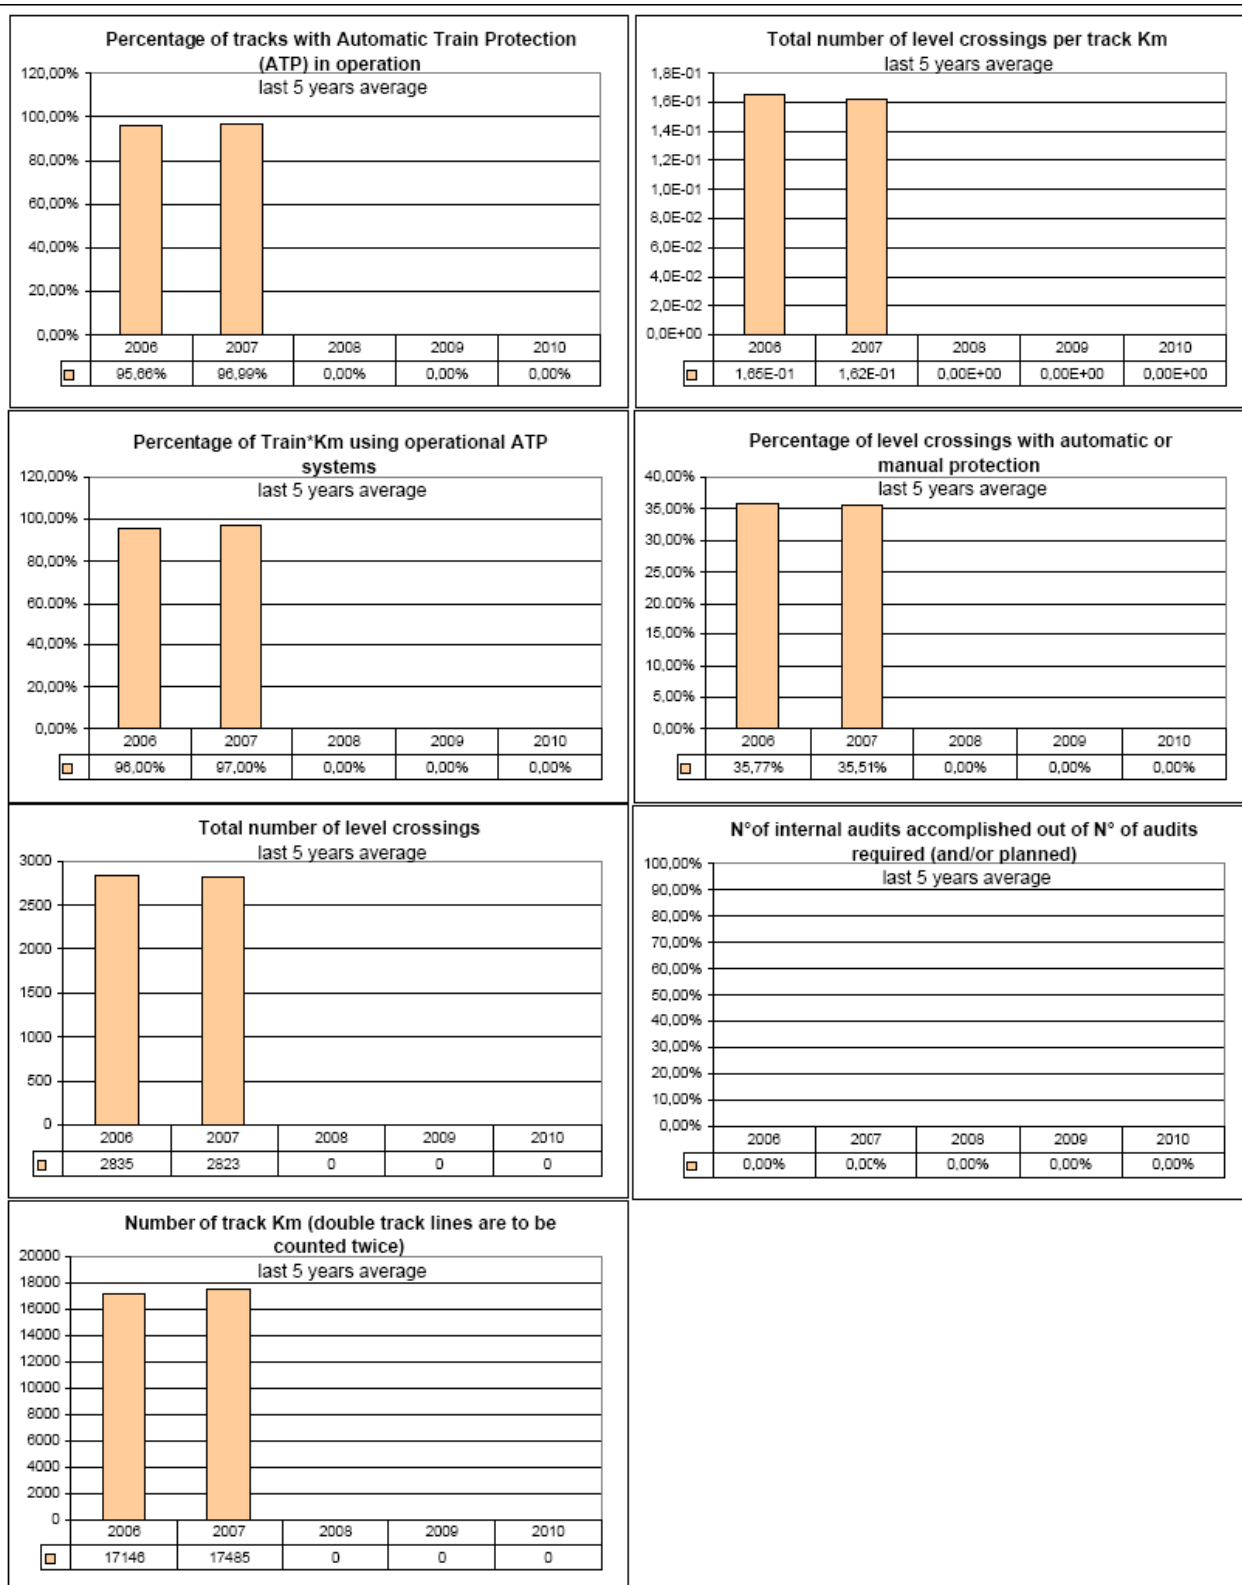 Percentage of tracks with Automatic Train Protection
(ATP) in operation
last 5 years average
120,00%
100,00%
80,00%
60,00%
40,00%
20,00%
0,00%
2006 2007 2008 2009 2010
95,66% 96,99% 0,00% 0,00% 0,00%
Total number of level crossings per track Km
last 5 years average
1,8E-01
1,6E-01
1,4E-01
1,2E-01
1,0E-01
8,0E-02
6,0E-02
4,0E-02
2,0E-02
0,0E+00
2006 2007 2008 2009 2010
1,65E-01 1,62E-01 0,00E+00 0,00E+00 0,00E+00
Percentage of Train*Km using operational ATP
systems
last 5 years average
120,00%
100,00%
80,00%
60.00%
40,00%
20,00%
0,00%
2006 2007 2008 2009 2010
96,00% 97,00% 0,00% 0,00% 0,00%
Percentage of level crossings with automatic or
manual protection
last 5 years average
40,00%
35,00%
30,00%
25,00%
20.00%
15,00%
10,00%
5,00%
0,00%
2006 2007 2008 2009 2010
35,77% 35,51% 0,00% 0,00% 0,00%
Total number of level crossings
last 5 years average
3000
2500
2000
1500
1000
500
0
2006 2007 2008 2009 2010
2835 2823 0 0 0
N°of internal audits accomplished out of N° of audits
required (and/or planned)
last 5 years average
100,00%
90,00%
80,00%
70,00%
60,00%
50,00%
40,00%
30,00%
20,00%
10,00%
0,00%
2006 2007 2008 2009 2010
0,00% 0,00% 0,00% 0,00% 0,00%
Number of track Km (double track lines are to be
counted twice)
last 5 years average
20000
18000
16000
14000
12000
10000
8000
6000
4000
2000
0
2006 2007 2008 2009 2010
17146 17485 0 0 0